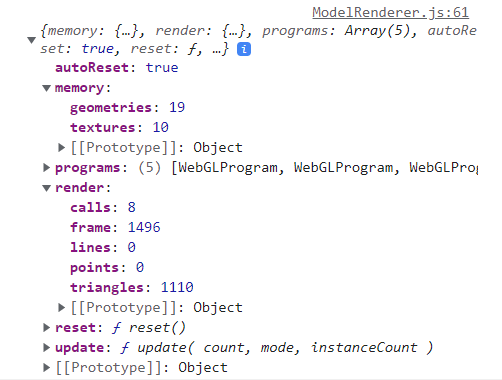 ModelRenderer.js:61
{memory: {…}, render: {…}, programs: Array(5), autoRe
set: true, reset: ƒ, …} i
autoReset: true
memory:
geometries: 19
textures: 10
[[Prototype]]: Object
programs: (5) [WebGLProgram, WebGLProgram, WebGLProg
render:
calls: 8
frame: 1496
lines: 0
points: 0
triangles: 1110
[[Prototype]]: Object
reset: ƒ reset()
update: ƒ update( count, mode, instanceCount )
[[Prototype]]: Object